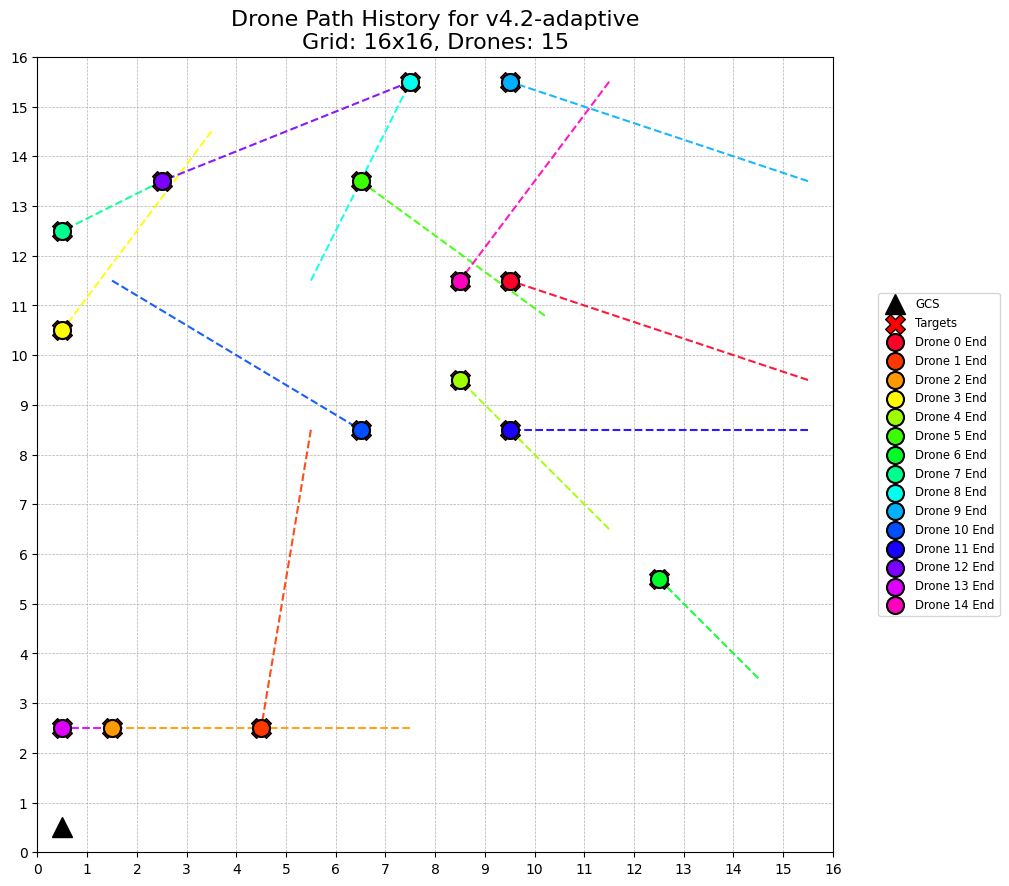 Drone Path History for v4.2-adaptive
Grid: 16x16, Drones: 15
16
15
14
13
12
11
10
9
8
7
6
5
4
3
2
1
0
0 1 2 3 4 5 6 7 8 9 10 11 12 13 14 15 16
GCS
Targets
Drone 0 End
Drone 1 End
Drone 2 End
Drone 3 End
Drone 4 End
Drone 5 End
Drone 6 End
Drone 7 End
Drone 8 End
Drone 9 End
Drone 10 End
Drone 11 End
Drone 12 End
Drone 13 End
Drone 14 End